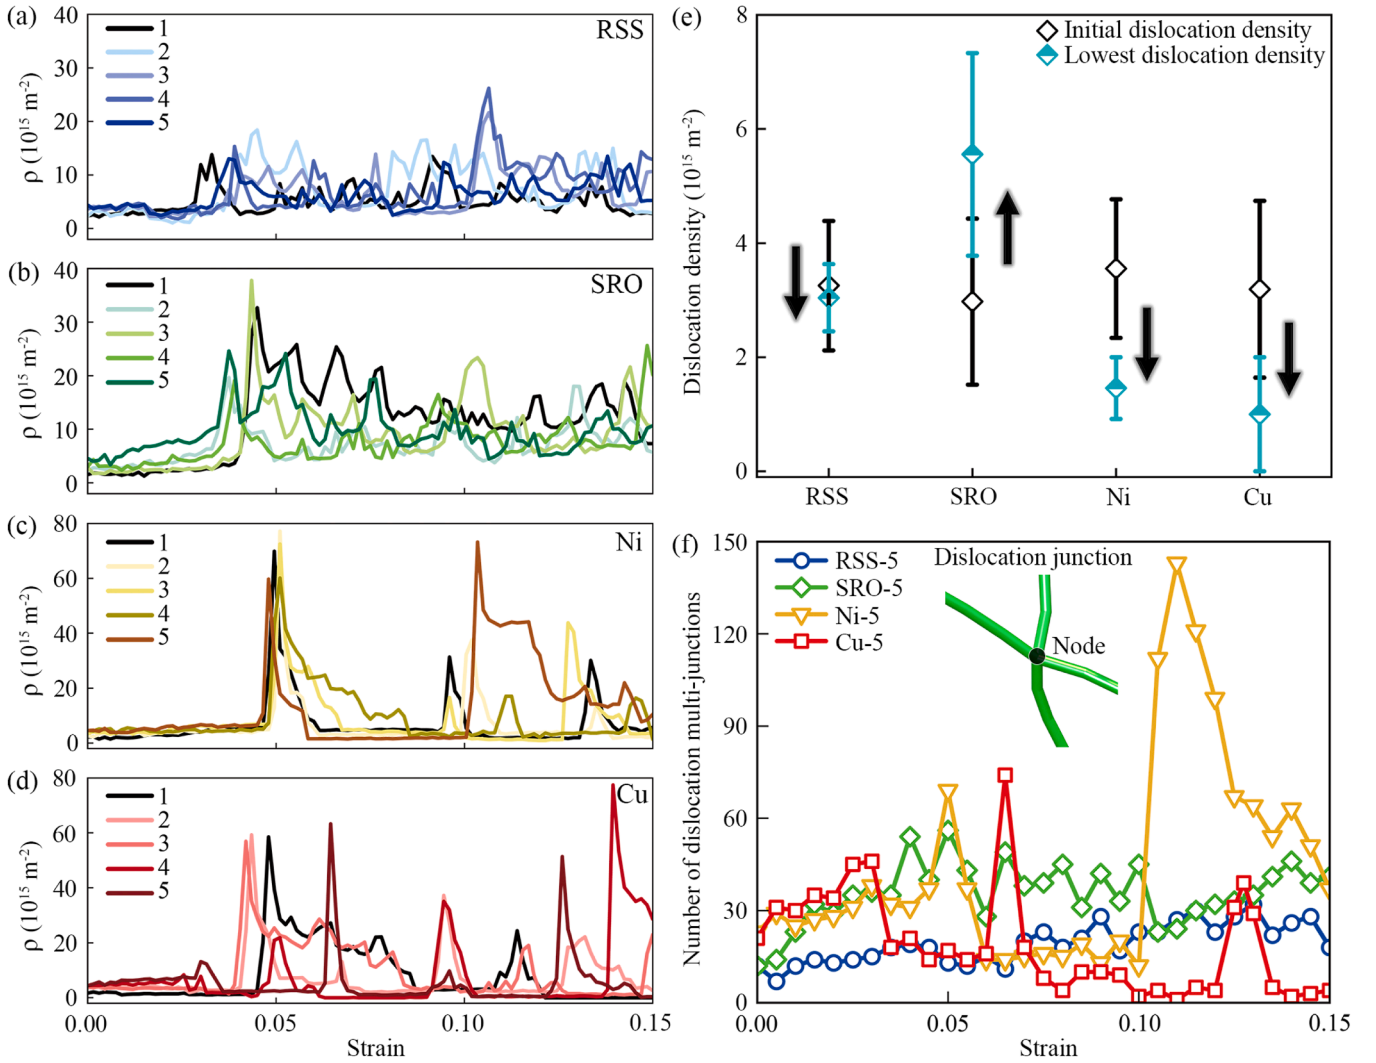 (a)
RSS
40
30
20
10
0
ρ (10¹⁵ m⁻²)
1
2
3
4
5
(b)
SRO
40
30
20
10
0
ρ (10¹⁵ m⁻²)
1
2
3
4
5
(c)
Ni
80
60
40
20
0
ρ (10¹⁵ m⁻²)
1
2
3
4
5
(d)
Cu
80
60
40
20
0
ρ (10¹⁵ m⁻²)
1
2
3
4
5
0.00 0.05 0.10 0.15
Strain
(e)
8
6
4
2
0
Dislocation density (10¹⁵ m⁻²)
Initial dislocation density
Lowest dislocation density
RSS SRO Ni Cu
(f)
150
120
90
60
30
0
Number of dislocation multi-junctions
RSS-5
SRO-5
Ni-5
Cu-5
Dislocation junction
Node
0.00 0.05 0.10 0.15
Strain